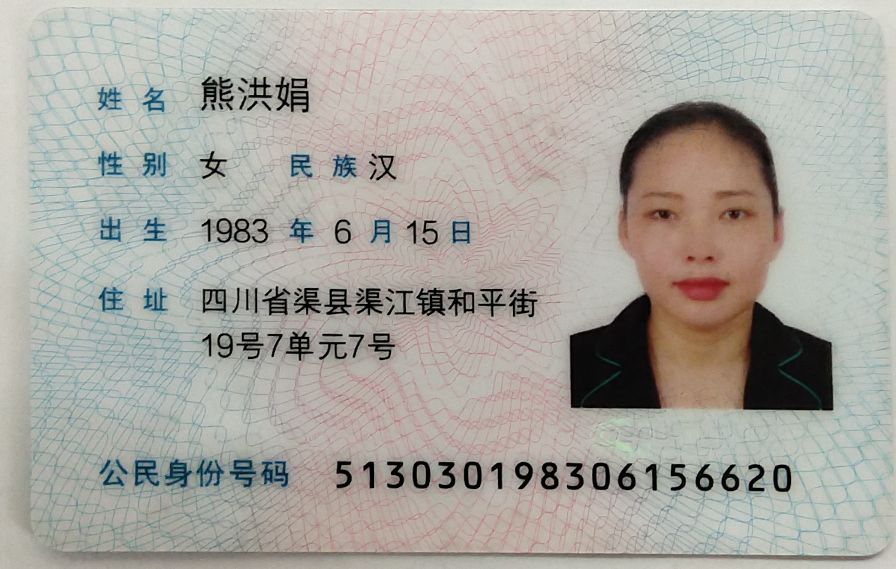 姓名 熊洪娟
性别 女 民族 汉
出生 1983 年 6 月 15 日
住址 四川省渠县渠江镇和平街
19号7单元7号
公民身份号码 513030198306156620